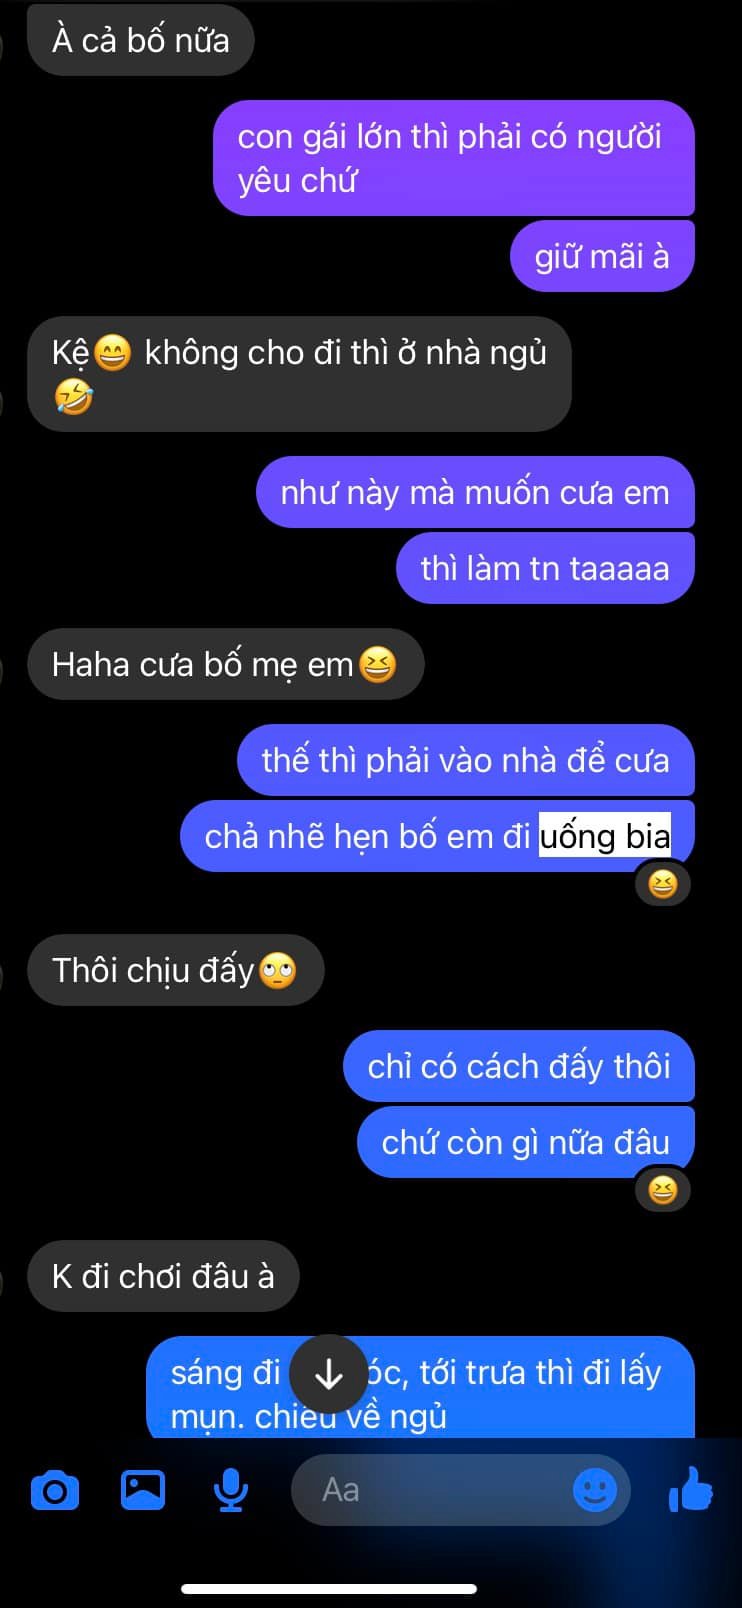 À cả bố nữa
con gái lớn thì phải có người
yêu chứ
giữ mãi à
Kệ😄 không cho đi thì ở nhà ngủ
🤣
như này mà muốn cưa em
thì làm tn taaaaa
Haha cưa bố mẹ em😆
thế thì phải vào nhà để cưa
chả nhẽ hẹn bố em đi uống bia
Thôi chịu đấy🙄
chỉ có cách đấy thôi
chứ còn gì nữa đâu
K đi chơi đâu à
sáng đi óc, tới trưa thì đi lấy
mụn. chiều về ngủ
Aa